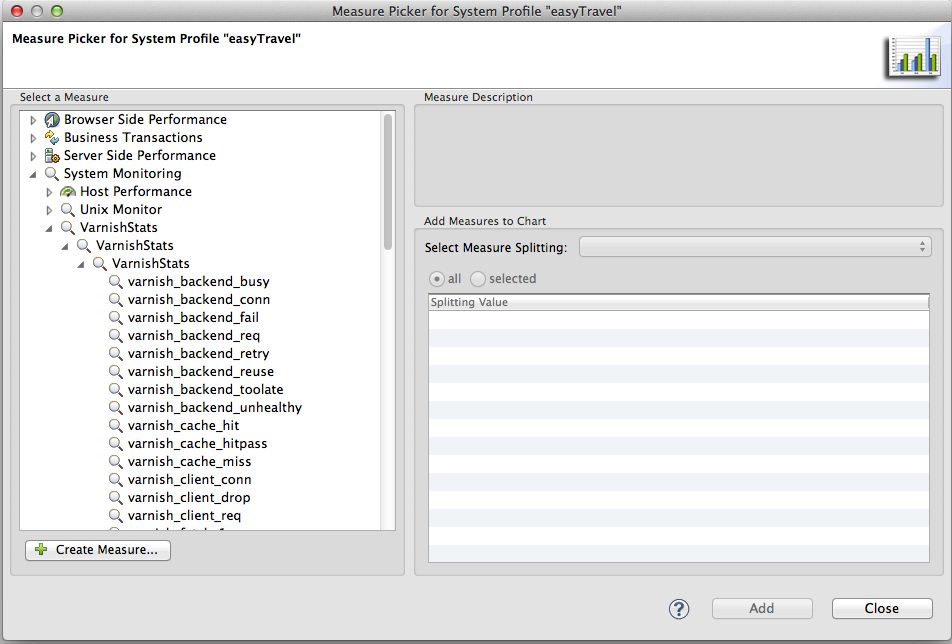 Measure Picker for System Profile "easyTravel"
Measure Picker for System Profile "easyTravel"
Select a Measure
Browser Side Performance
Business Transactions
Server Side Performance
System Monitoring
Host Performance
Unix Monitor
VarnishStats
VarnishStats
VarnishStats
varnish_backend_busy
varnish_backend_conn
varnish_backend_fail
varnish_backend_req
varnish_backend_retry
varnish_backend_reuse
varnish_backend_toolate
varnish_backend_unhealthy
varnish_cache_hit
varnish_cache_hitpass
varnish_cache_miss
varnish_client_conn
varnish_client_drop
varnish_client_req
Create Measure...
Measure Description
Add Measures to Chart
Select Measure Splitting:
all selected
Splitting Value
? Add Close